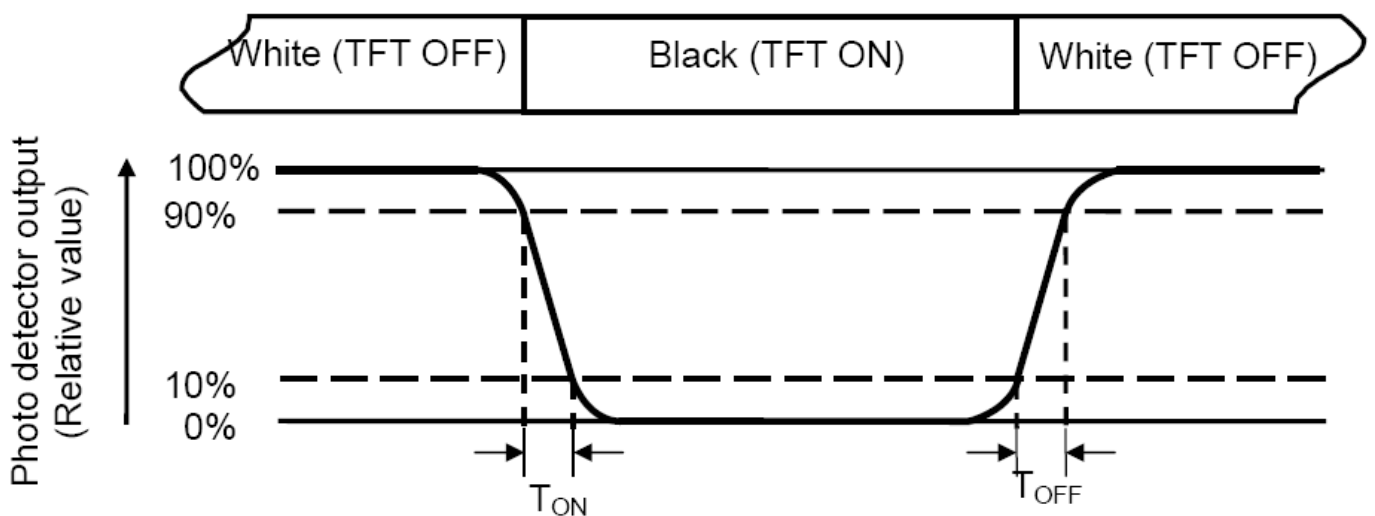 White (TFT OFF)
Black (TFT ON)
White (TFT OFF)
Photo detector output
(Relative value)
100%
90%
10%
0%
TON
TOFF